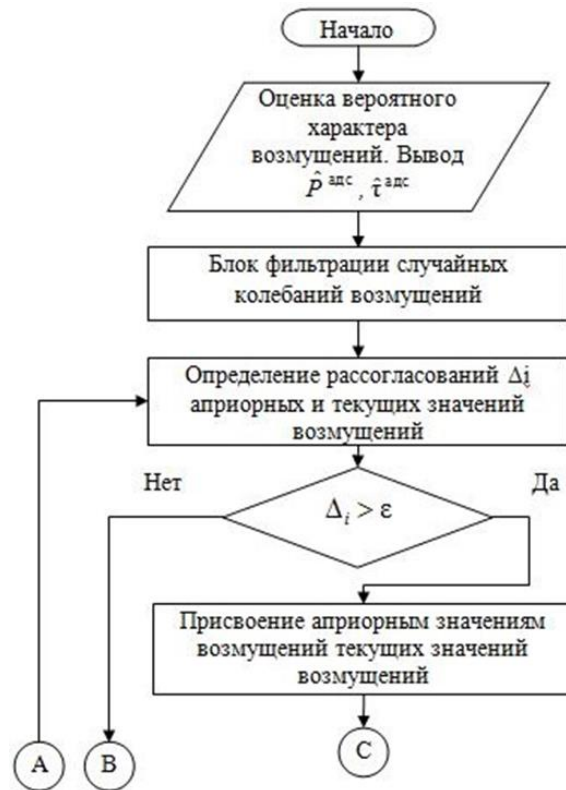 Начало
Оценка вероятного
характера
возмущений. Вывод
P̂ адс , τ̂ адс
Блок фильтрации случайных
колебаний возмущений
Определение рассогласований Δi
априорных и текущих значений
возмущений
Нет
Да
Δi > ε
Присвоение априорным значениям
возмущений текущих значений
возмущений
A
B
C